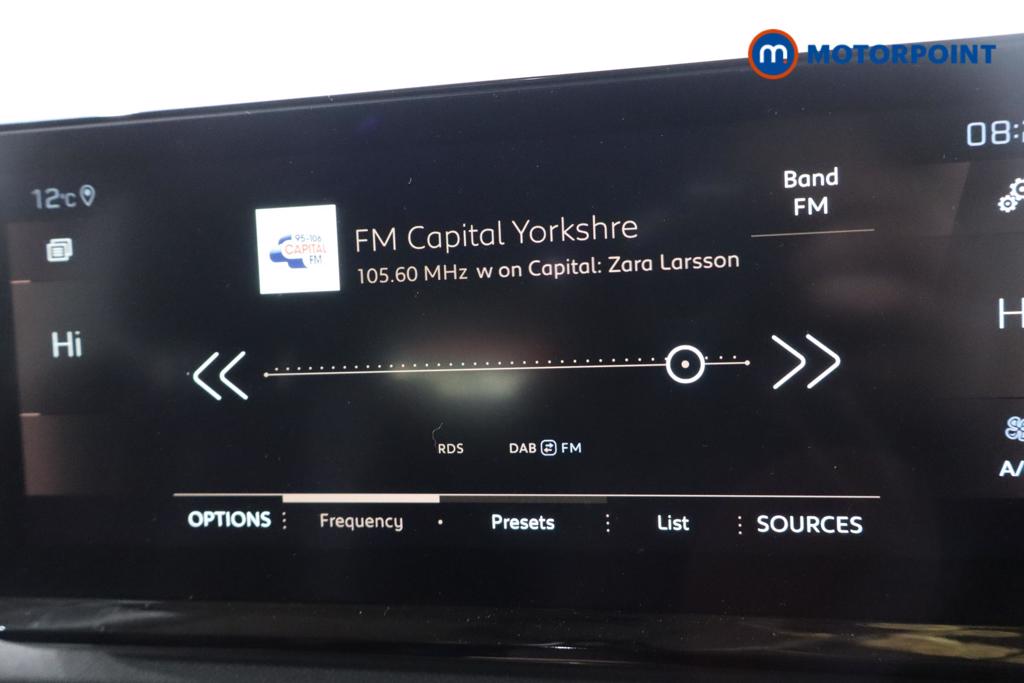 m MOTORPOINT
08:
12°C
Band
FM
95-106
CAPITAL
FM
FM Capital Yorkshre
105.60 MHz w on Capital: Zara Larsson
Hi
H
RDS DAB FM
A/
OPTIONS Frequency Presets List SOURCES